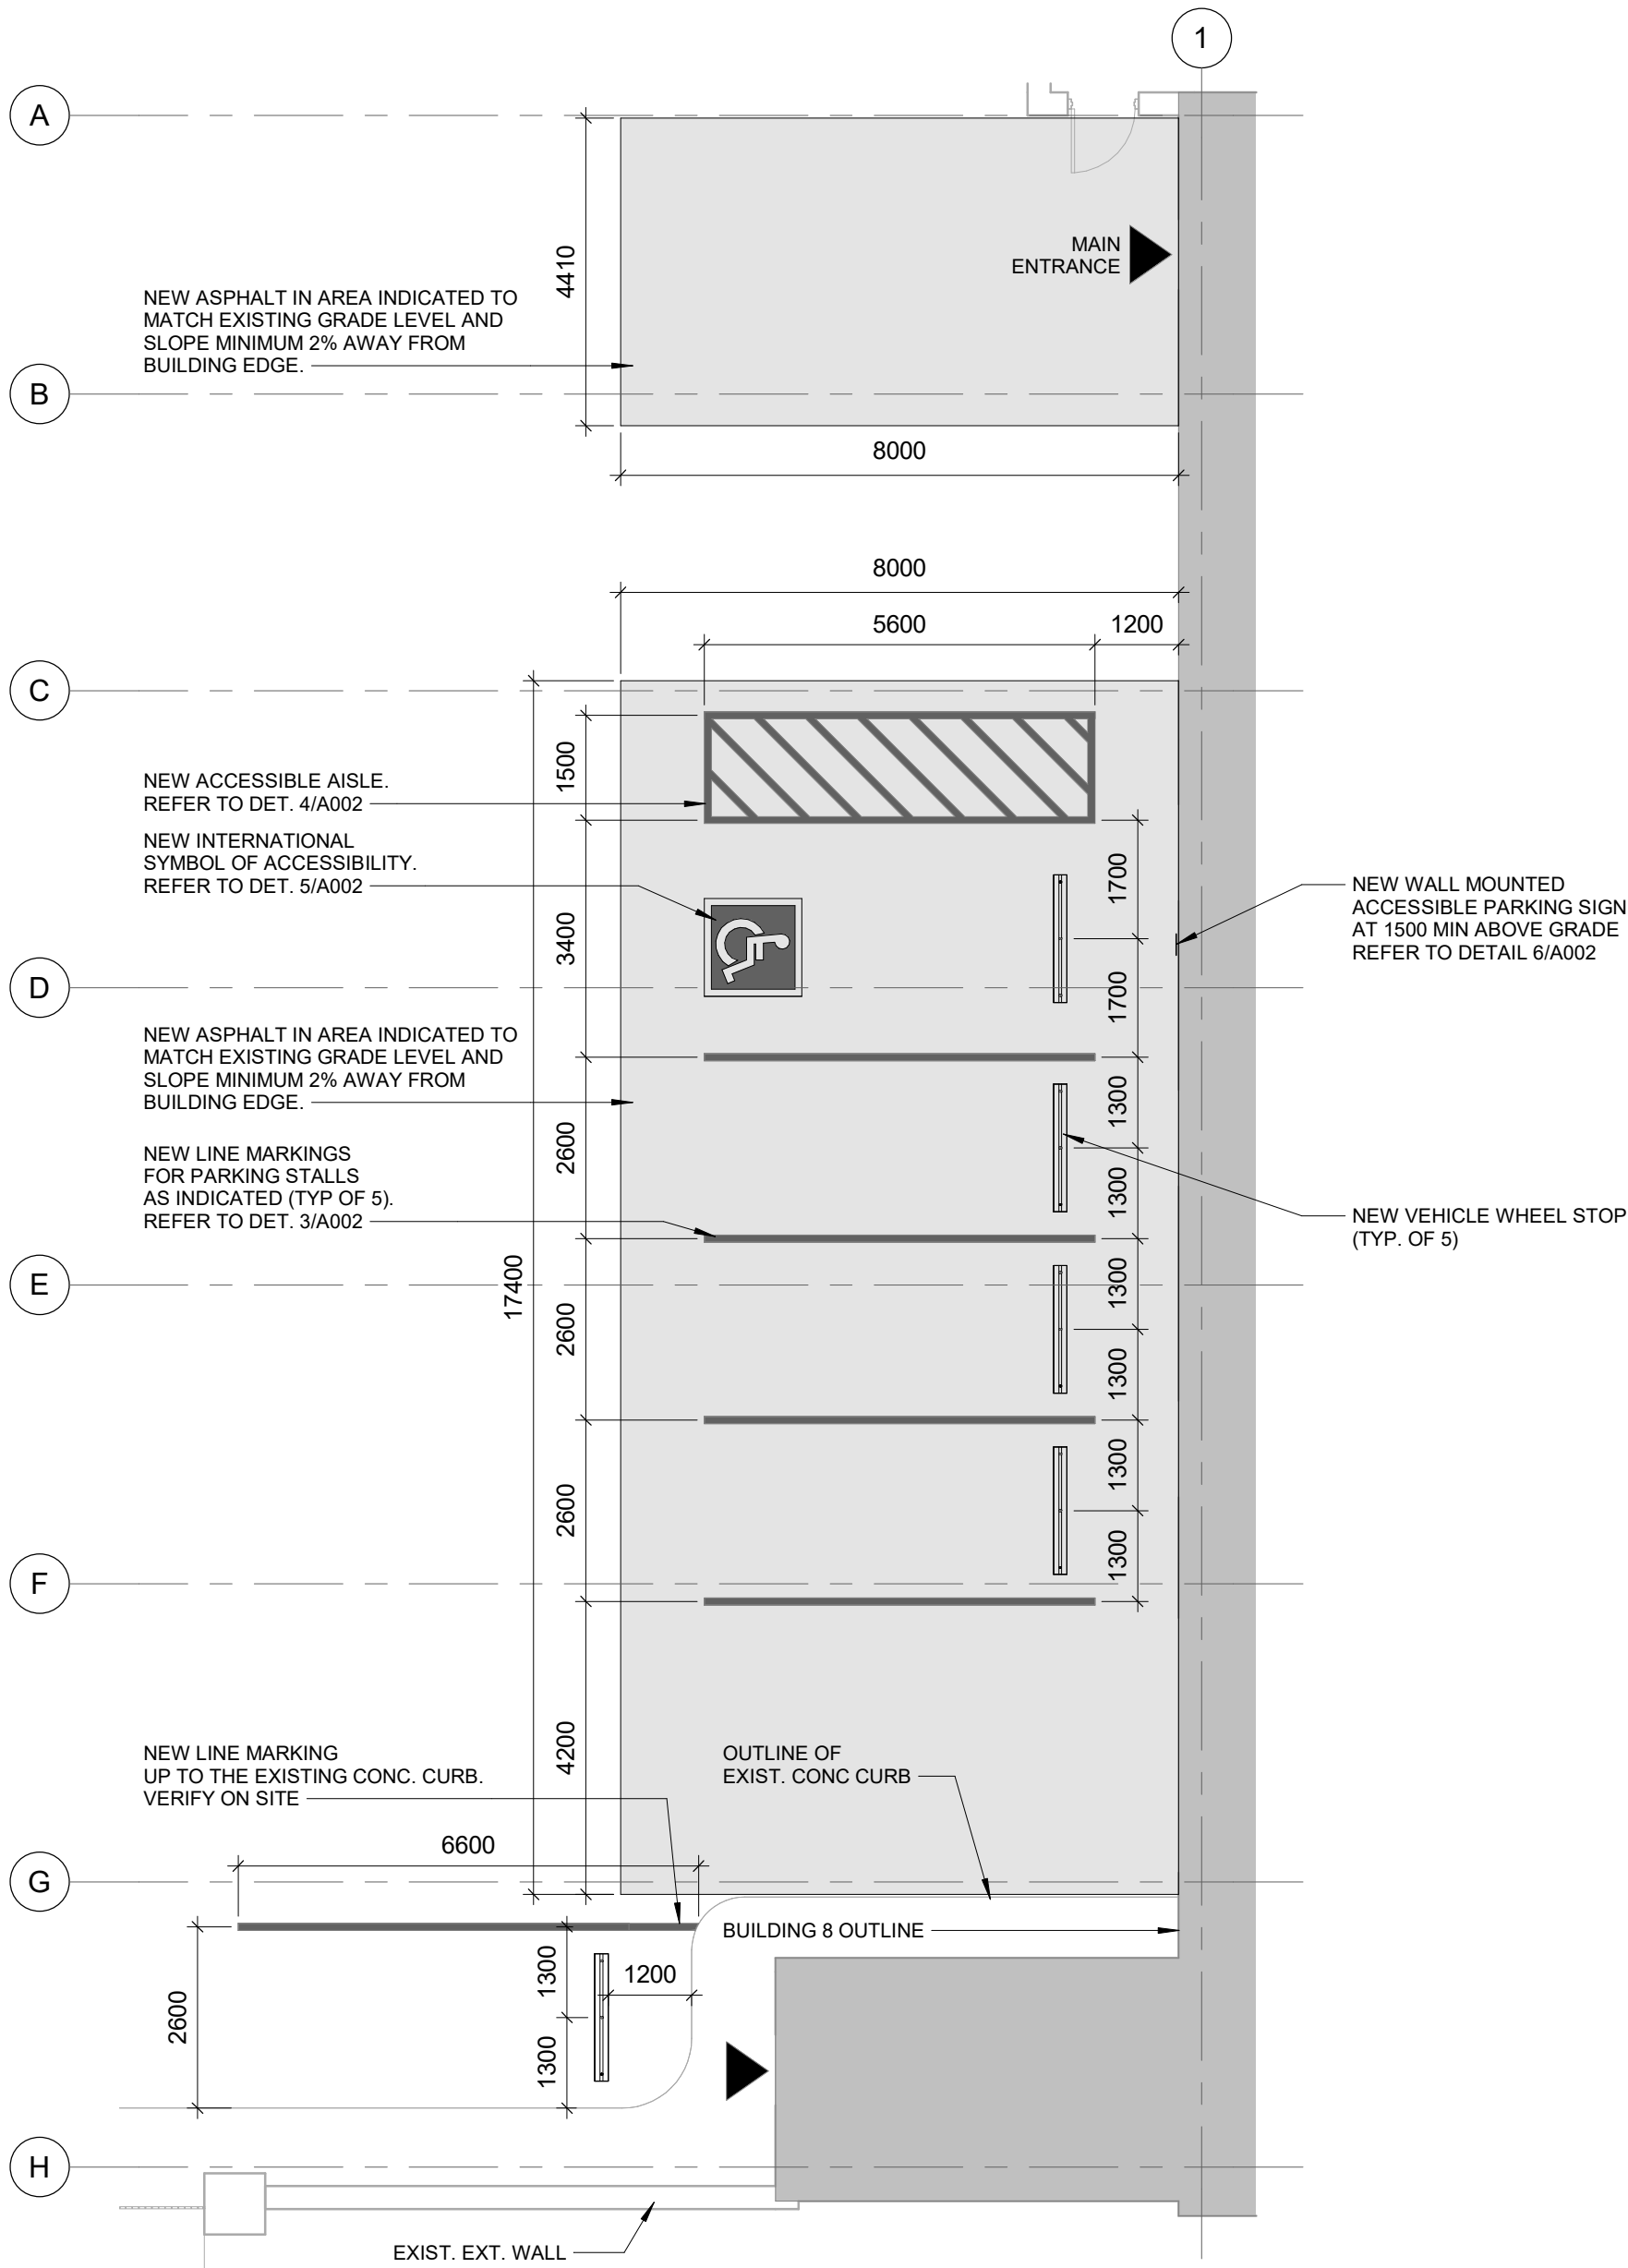 1
A
MAIN
ENTRANCE
4410
NEW ASPHALT IN AREA INDICATED TO
MATCH EXISTING GRADE LEVEL AND
SLOPE MINIMUM 2% AWAY FROM
BUILDING EDGE.
B
8000
8000
5600
1200
C
1500
NEW ACCESSIBLE AISLE.
REFER TO DET. 4/A002
NEW INTERNATIONAL
SYMBOL OF ACCESSIBILITY.
REFER TO DET. 5/A002
3400
1700
1700
NEW WALL MOUNTED
ACCESSIBLE PARKING SIGN
AT 1500 MIN ABOVE GRADE
REFER TO DETAIL 6/A002
D
NEW ASPHALT IN AREA INDICATED TO
MATCH EXISTING GRADE LEVEL AND
SLOPE MINIMUM 2% AWAY FROM
BUILDING EDGE.
2600
1300
1300
NEW LINE MARKINGS
FOR PARKING STALLS
AS INDICATED (TYP OF 5).
REFER TO DET. 3/A002
NEW VEHICLE WHEEL STOP
(TYP. OF 5)
E
17400
2600
1300
1300
2600
1300
1300
F
4200
NEW LINE MARKING
UP TO THE EXISTING CONC. CURB.
VERIFY ON SITE
OUTLINE OF
EXIST. CONC CURB
6600
G
BUILDING 8 OUTLINE
2600
1300
1200
1300
H
EXIST. EXT. WALL